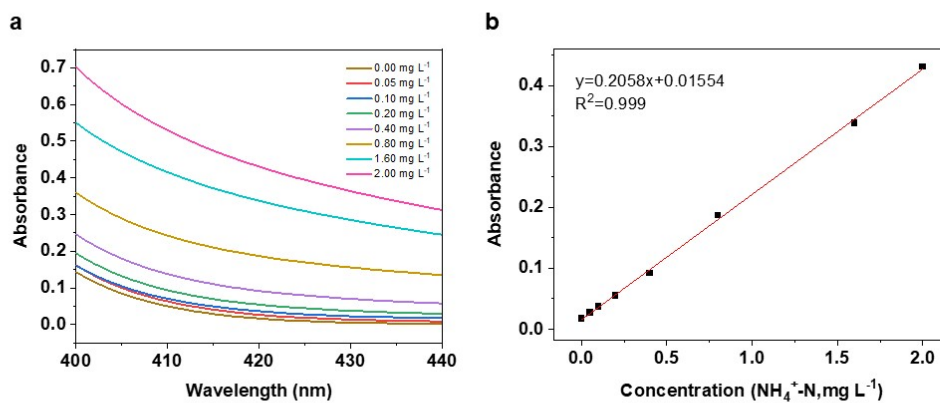 a
Absorbance
0.7
0.6
0.5
0.4
0.3
0.2
0.1
0.0
0.00 mg L⁻¹
0.05 mg L⁻¹
0.10 mg L⁻¹
0.20 mg L⁻¹
0.40 mg L⁻¹
0.80 mg L⁻¹
1.60 mg L⁻¹
2.00 mg L⁻¹
400 410 420 430 440
Wavelength (nm)
b
Absorbance
0.4
0.3
0.2
0.1
0.0
y=0.2058x+0.01554
R²=0.999
0.0 0.5 1.0 1.5 2.0
Concentration (NH₄⁺-N,mg L⁻¹)